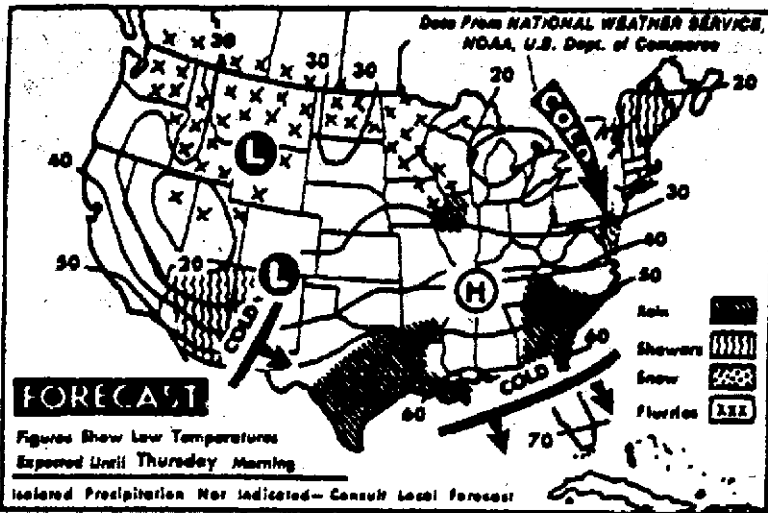 Data From NATIONAL WEATHER SERVICE,
NOAA, U.S. Dept. of Commerce
30
30
30
20
20
COLD
L
40
30
40
50
50
20
L
H
COLD
60
COLD
60
70
Rain
Showers
Snow
Flurries
FORECAST
Figures Show Low Temperatures
Expected Until Thursday Morning
Isolated Precipitation Not Indicated— Consult Local Forecast